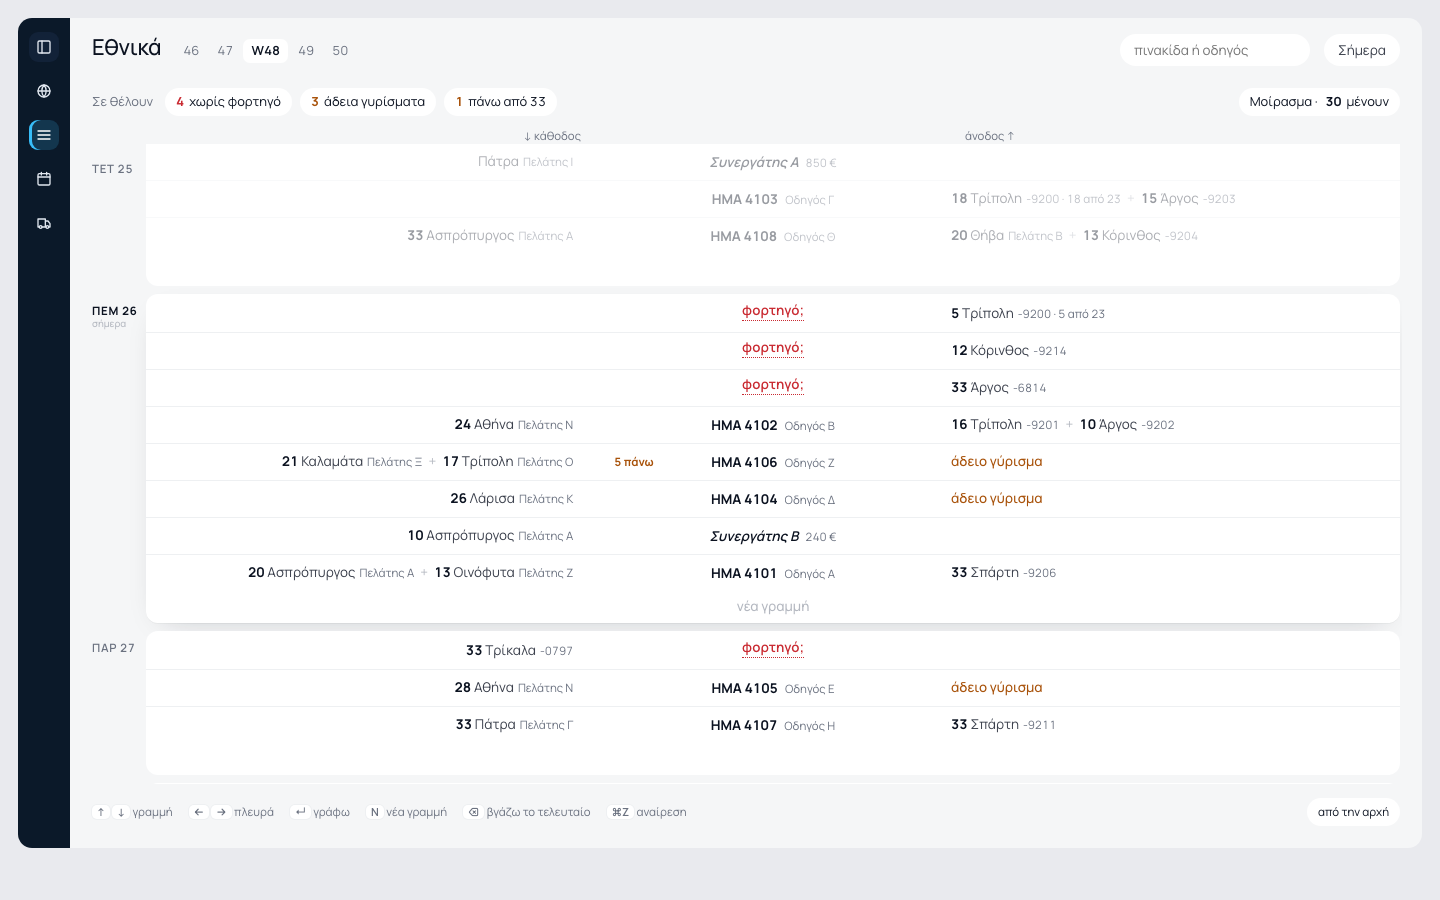 Εθνικά 46 47 W48 49 50 πινακίδα ή οδηγός Σήμερα
Σε θέλουν 4 χωρίς φορτηγό 3 άδεια γυρίσματα 1 πάνω από 33 Μοίρασμα · 30 μένουν
↓ κάθοδος άνοδος ↑
ΤΕΤ 25 Πάτρα Πελάτης Ι Συνεργάτης Α 850 €
ΗΜΑ 4103 Οδηγός Γ 18 Τρίπολη -9200 · 18 από 23 + 15 Άργος -9203
33 Ασπρόπυργος Πελάτης Α ΗΜΑ 4108 Οδηγός Θ 20 Θήβα Πελάτης Β + 13 Κόρινθος -9204
ΠΕΜ 26 φορτηγό; 5 Τρίπολη -9200 · 5 από 23
σήμερα
φορτηγό; 12 Κόρινθος -9214
φορτηγό; 33 Άργος -6814
24 Αθήνα Πελάτης Ν ΗΜΑ 4102 Οδηγός Β 16 Τρίπολη -9201 + 10 Άργος -9202
21 Καλαμάτα Πελάτης Ξ + 17 Τρίπολη Πελάτης Ο 5 πάνω ΗΜΑ 4106 Οδηγός Ζ άδειο γύρισμα
26 Λάρισα Πελάτης Κ ΗΜΑ 4104 Οδηγός Δ άδειο γύρισμα
10 Ασπρόπυργος Πελάτης Α Συνεργάτης Β 240 €
20 Ασπρόπυργος Πελάτης Α + 13 Οινόφυτα Πελάτης Ζ ΗΜΑ 4101 Οδηγός Α 33 Σπάρτη -9206
νέα γραμμή
ΠΑΡ 27 33 Τρίκαλα -0797 φορτηγό;
28 Αθήνα Πελάτης Ν ΗΜΑ 4105 Οδηγός Ε άδειο γύρισμα
33 Πάτρα Πελάτης Γ ΗΜΑ 4107 Οδηγός Η 33 Σπάρτη -9211
↑ ↓ γραμμή ← → πλευρά ↵ γράφω N νέα γραμμή ⌫ βγάζω το τελευταίο ⌘Z αναίρεση από την αρχή